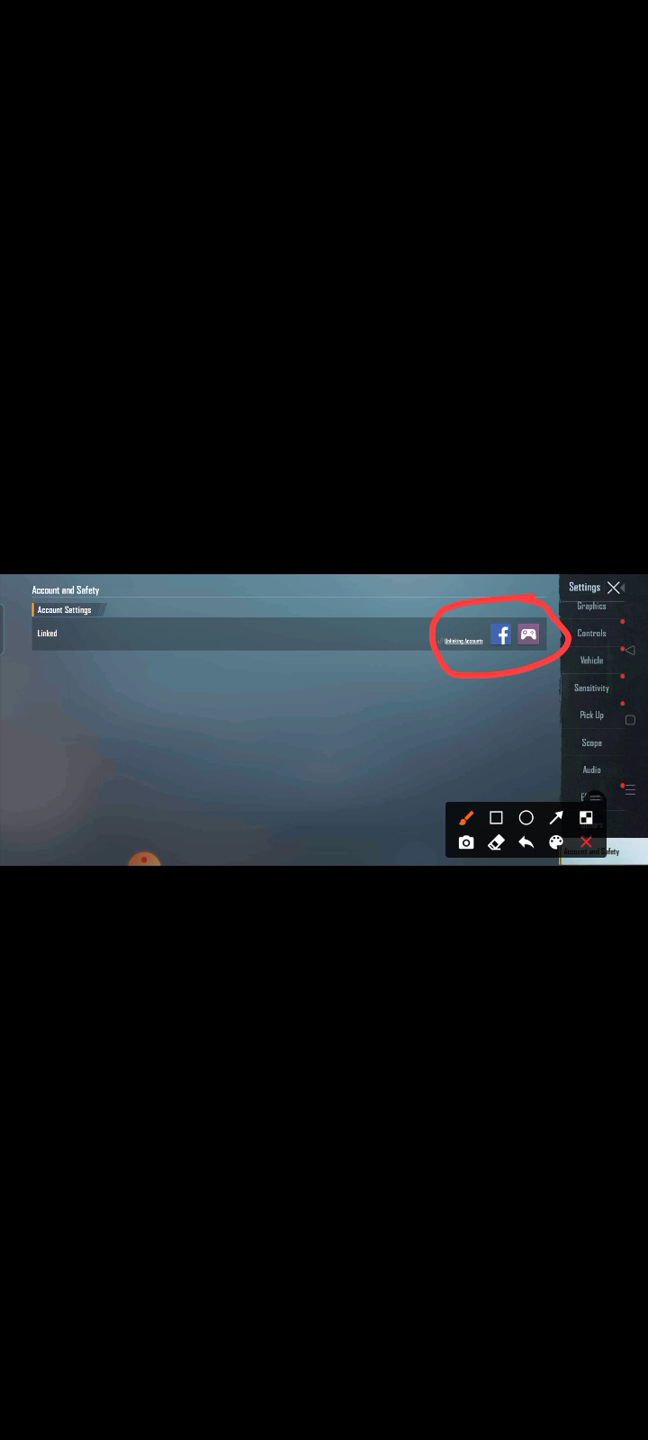 Account and Safety
Settings
Account Settings
Graphics
Linked
Unlinking Accounts
Controls
Vehicle
Sensitivity
Pick Up
Scope
Audio
Account and Safety